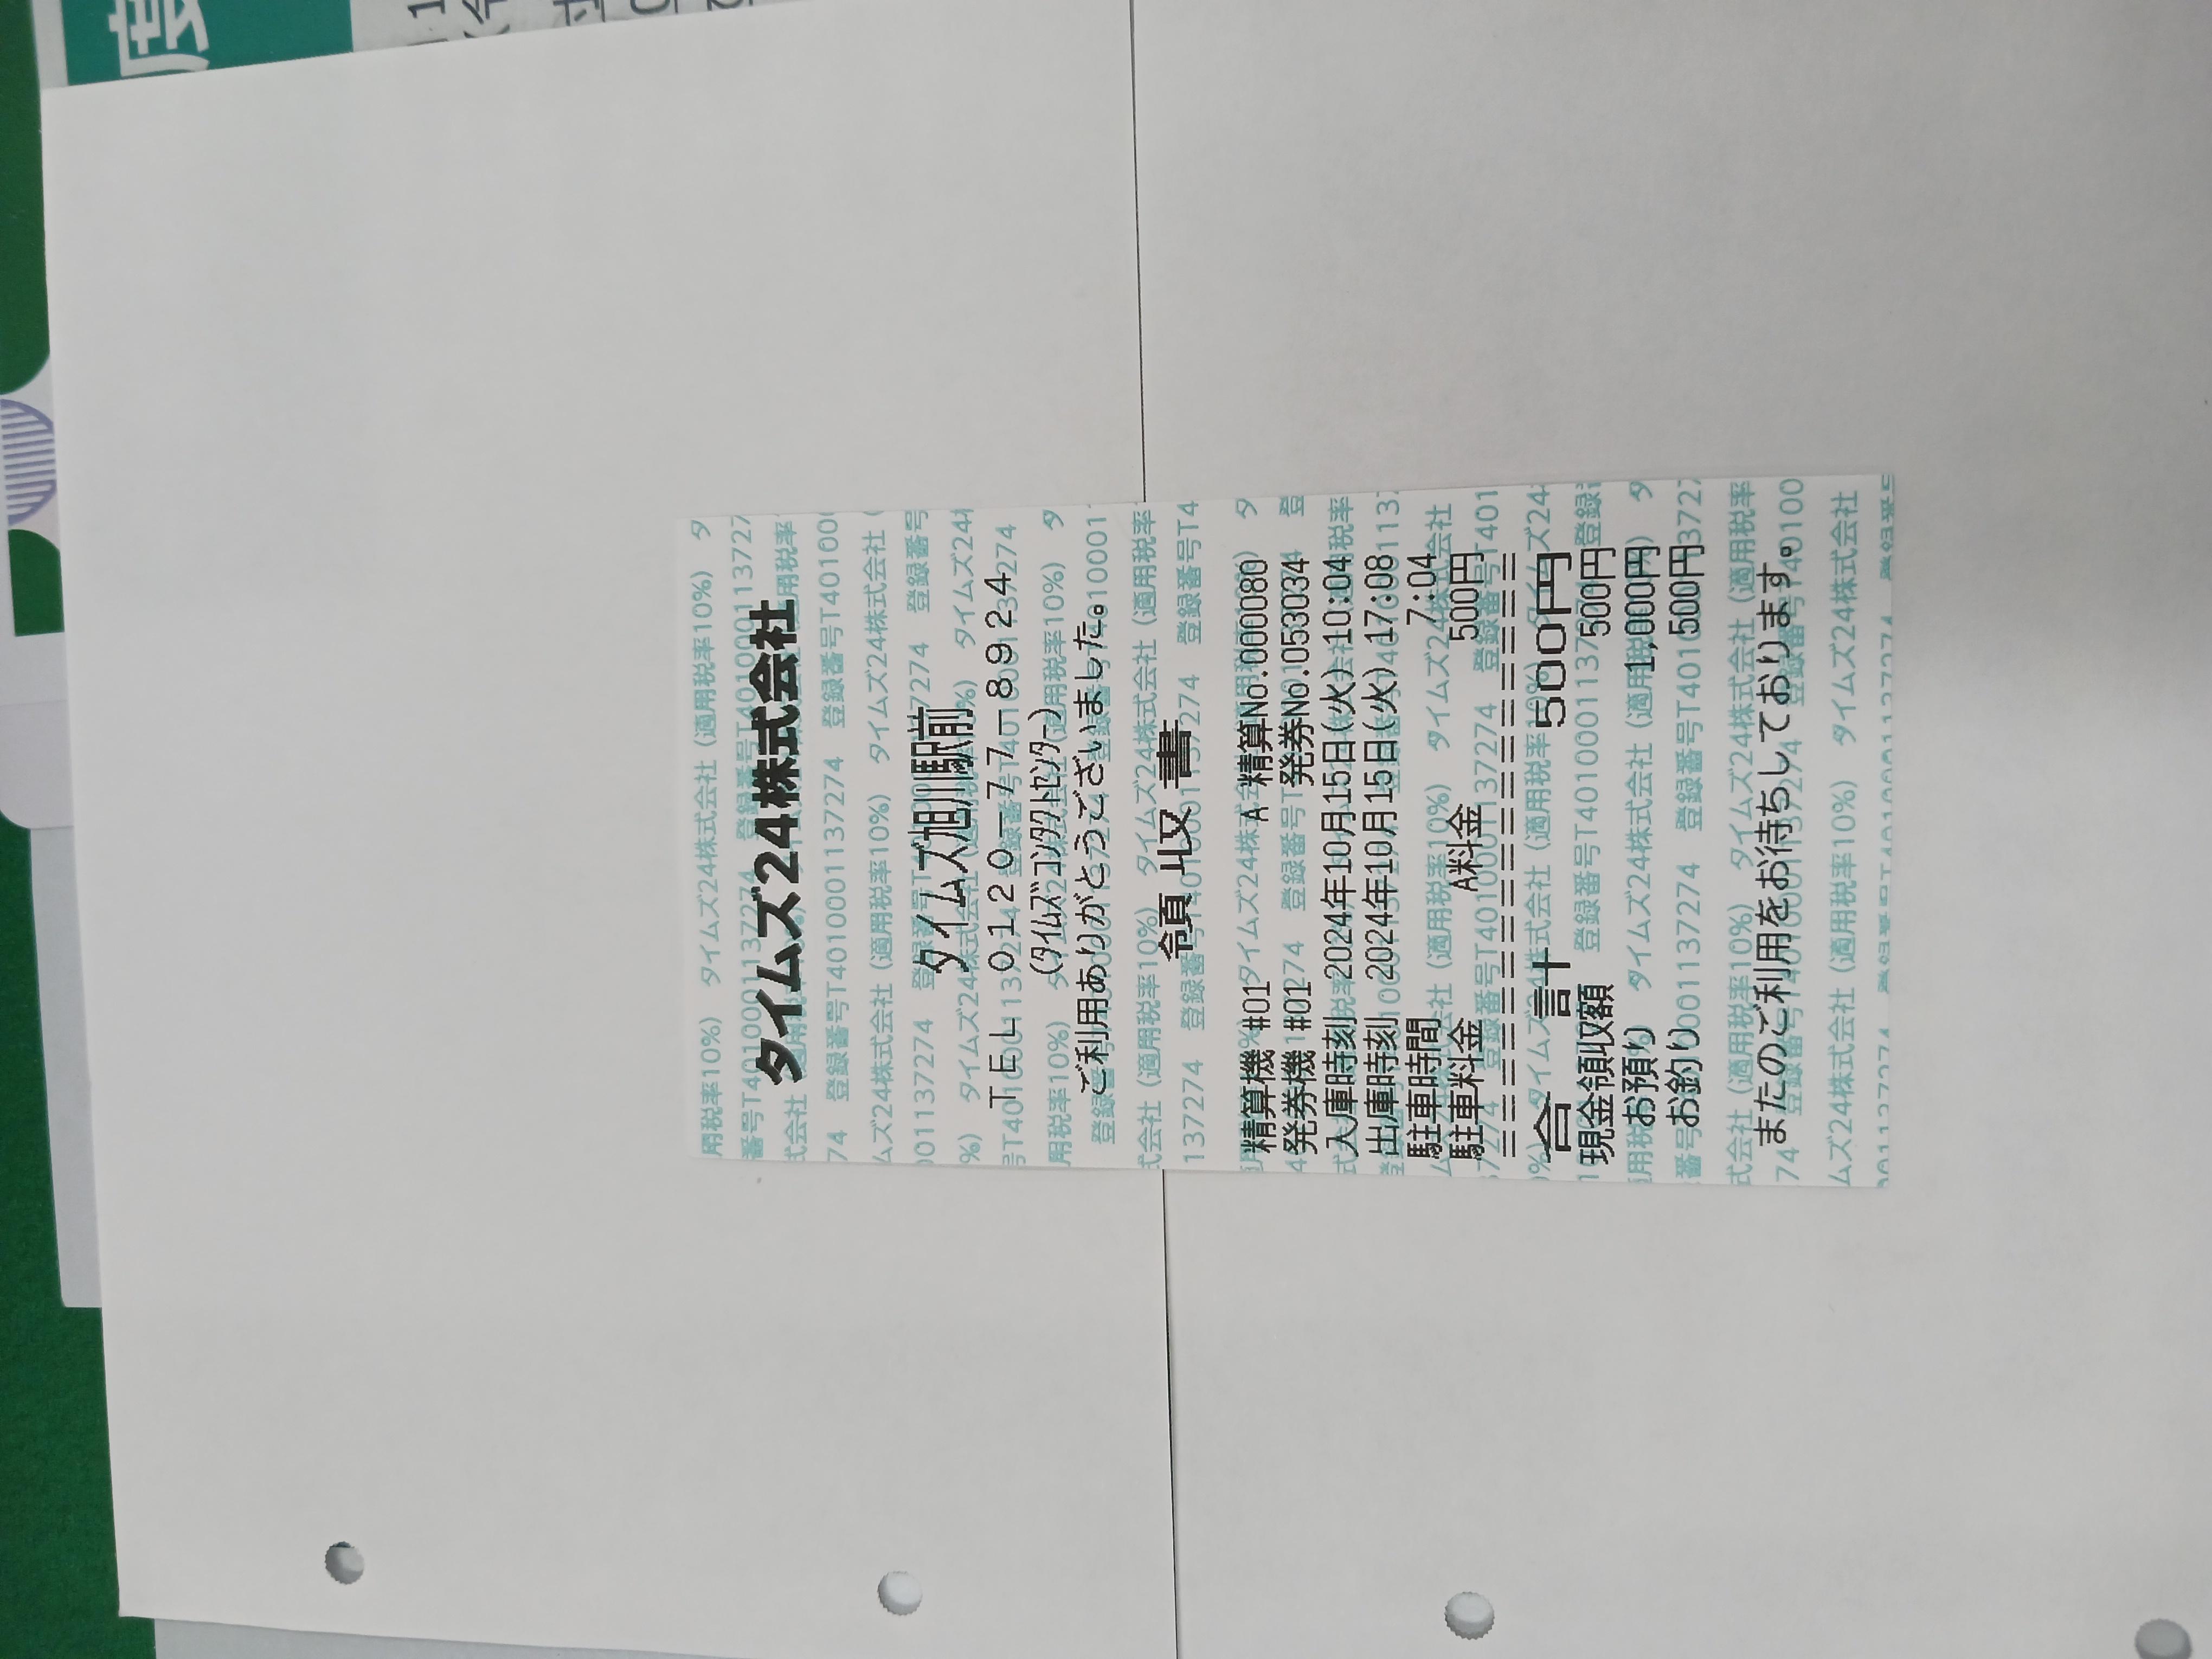 タイムズ24株式会社
タイムズ旭川駅前
TEL 0120-77-8924
(タイムズコンタクトセンター)
ご利用ありがとうございました。
領収書
精算機 #01 A 精算No.000080
発券機 #01 発券No.053034
入庫時刻 2024年10月15日(火)10:04
出庫時刻 2024年10月15日(火)17:08
駐車時間 7:04
駐車料金 A料金 500円
====================
合 計 500円
現金領収額 500円
お預り 1,000円
お釣り 500円
またのご利用をお待ちしております。
タイムズ24株式会社 (適用税率10%)
登録番号T4010001137274
度